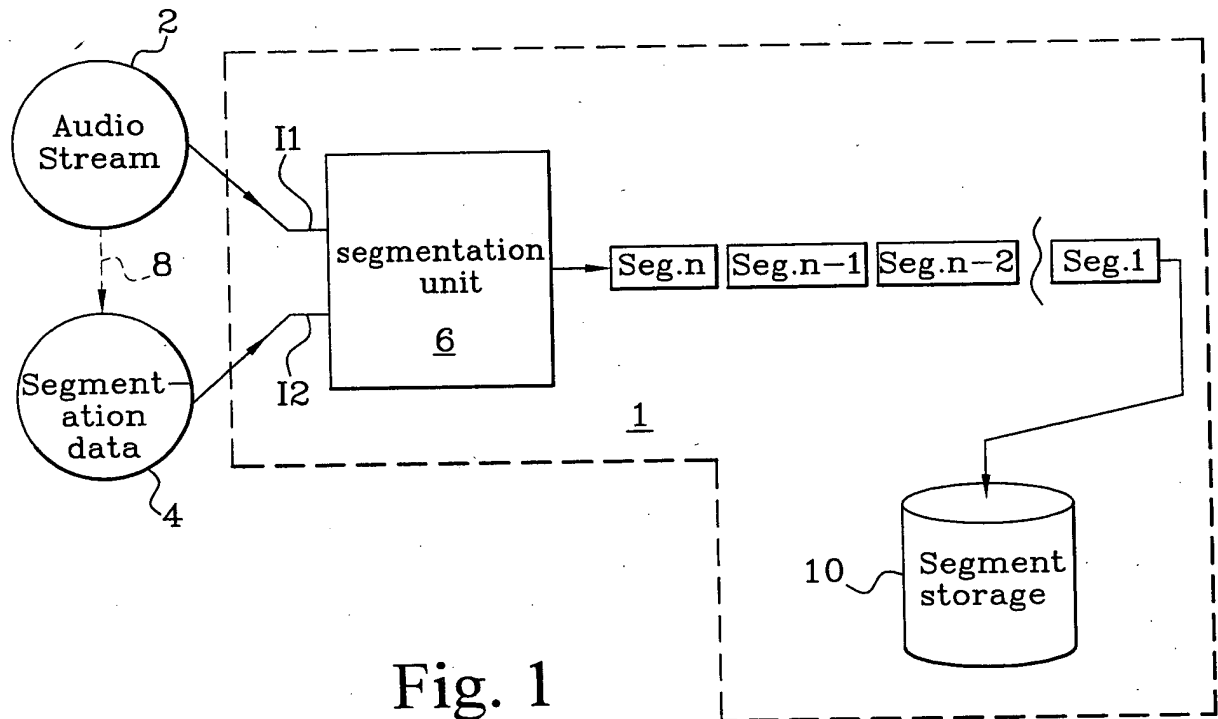 2
Audio
Stream
I1
8
segmentation
unit
6
Seg.n
Seg.n-1
Seg.n-2
Seg.1
Segment-
ation
data
I2
4
1
10
Segment
storage
Fig. 1